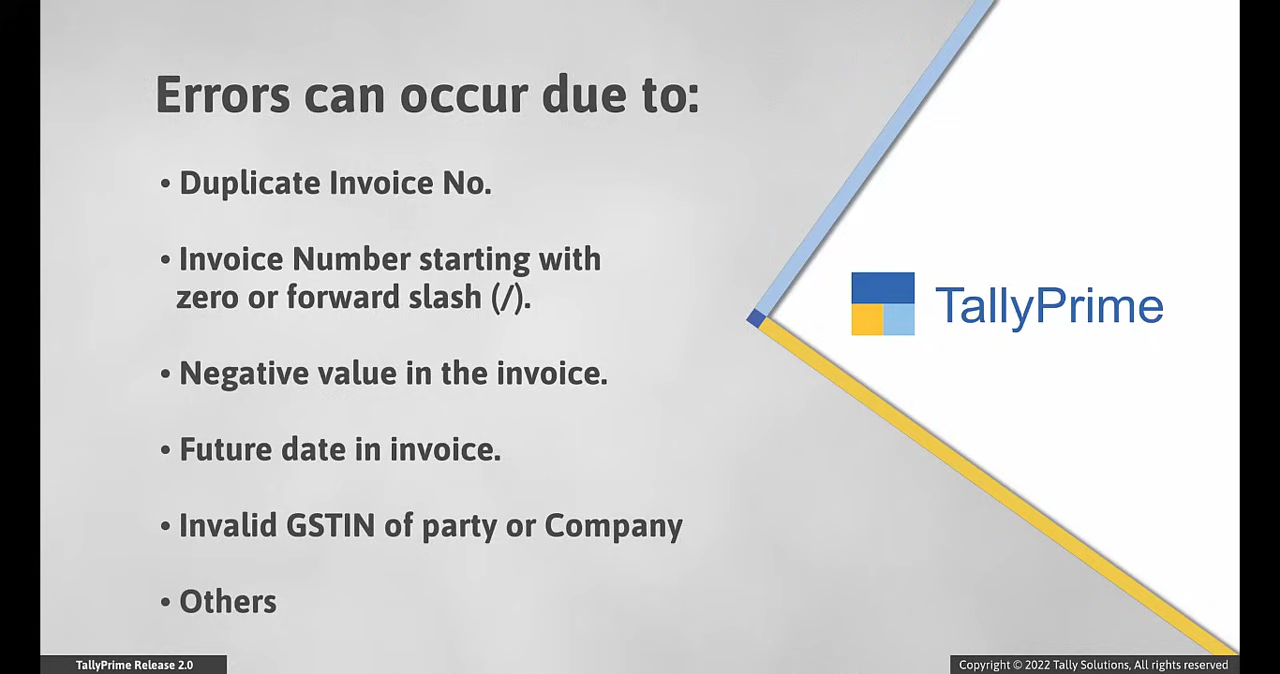 Errors can occur due to:
• Duplicate Invoice No.
• Invoice Number starting with
zero or forward slash (/).
• Negative value in the invoice.
• Future date in invoice.
• Invalid GSTIN of party or Company
• Others
TallyPrime
TallyPrime Release 2.0
Copyright © 2022 Tally Solutions, All rights reserved